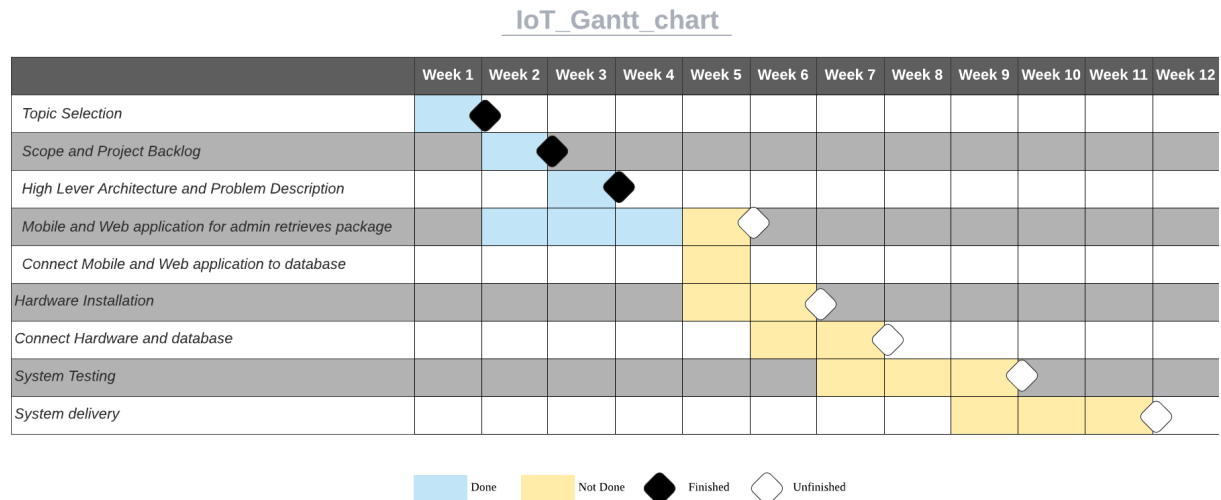 IoT_Gantt_chart
Week 1 Week 2 Week 3 Week 4 Week 5 Week 6 Week 7 Week 8 Week 9 Week 10 Week 11 Week 12
Topic Selection
Scope and Project Backlog
High Lever Architecture and Problem Description
Mobile and Web application for admin retrieves package
Connect Mobile and Web application to database
Hardware Installation
Connect Hardware and database
System Testing
System delivery
Done Not Done Finished Unfinished